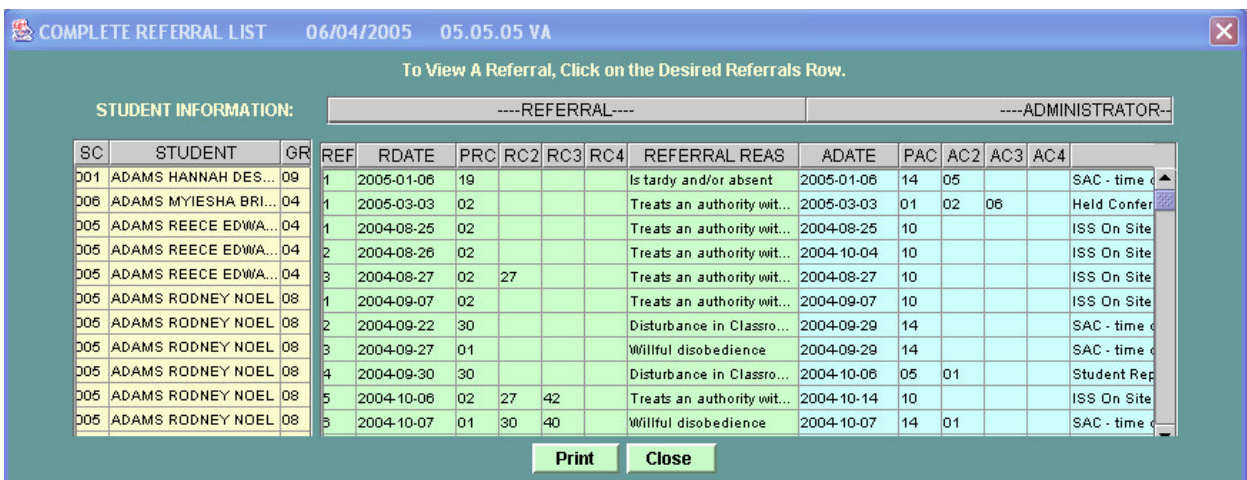 COMPLETE REFERRAL LIST 06/04/2005 05.05.05 VA
To View A Referral, Click on the Desired Referrals Row.
STUDENT INFORMATION: ----REFERRAL---- ----ADMINISTRATOR--
SC STUDENT GR REF RDATE PRC RC2 RC3 RC4 REFERRAL REAS ADATE PAC AC2 AC3 AC4
001 ADAMS HANNAH DES... 09 1 2005-01-06 19 Is tardy and/or absent 2005-01-06 14 05 SAC - time
006 ADAMS MYIESHA BRI... 04 1 2005-03-03 02 Treats an authority wit... 2005-03-03 01 02 06 Held Confer
005 ADAMS REECE EDWA... 04 1 2004-08-25 02 Treats an authority wit... 2004-08-25 10 ISS On Site
005 ADAMS REECE EDWA... 04 2 2004-08-26 02 Treats an authority wit... 2004-10-04 10 ISS On Site
005 ADAMS REECE EDWA... 04 3 2004-08-27 02 27 Treats an authority wit... 2004-08-27 10 ISS On Site
005 ADAMS RODNEY NOEL 08 1 2004-09-07 02 Treats an authority wit... 2004-09-07 10 ISS On Site
005 ADAMS RODNEY NOEL 08 2 2004-09-22 30 Disturbance in Classro... 2004-09-29 14 SAC - time
005 ADAMS RODNEY NOEL 08 3 2004-09-27 01 Willful disobedience 2004-09-29 14 SAC - time
005 ADAMS RODNEY NOEL 08 4 2004-09-30 30 Disturbance in Classro... 2004-10-06 05 01 Student Rep
005 ADAMS RODNEY NOEL 08 5 2004-10-06 02 27 42 Treats an authority wit... 2004-10-14 10 ISS On Site
005 ADAMS RODNEY NOEL 08 2004-10-07 01 30 40 Willful disobedience 2004-10-07 14 01 SAC - time
Print Close